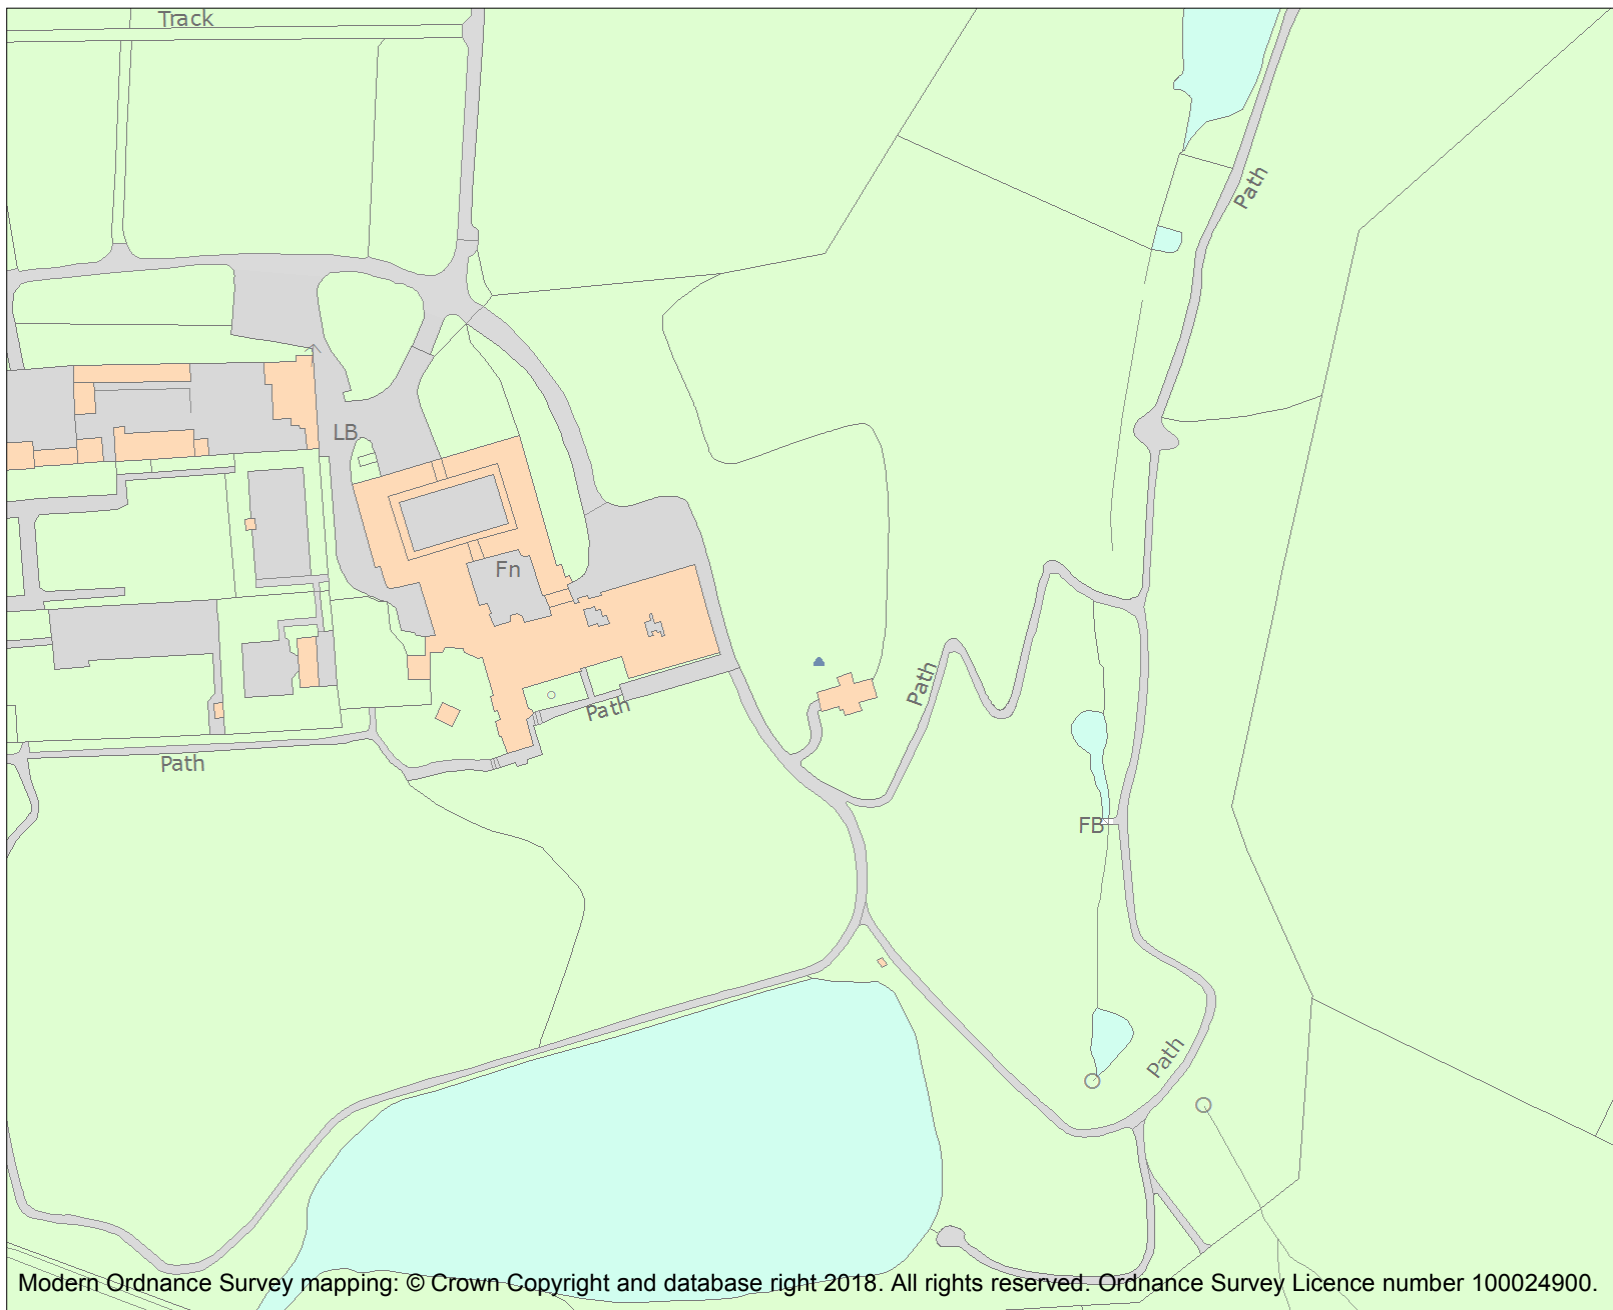 Track
Path
LB
Fn
Path
Path
Path
FB
Path
Modern Ordnance Survey mapping: © Crown Copyright and database right 2018. All rights reserved. Ordnance Survey Licence number 100024900.